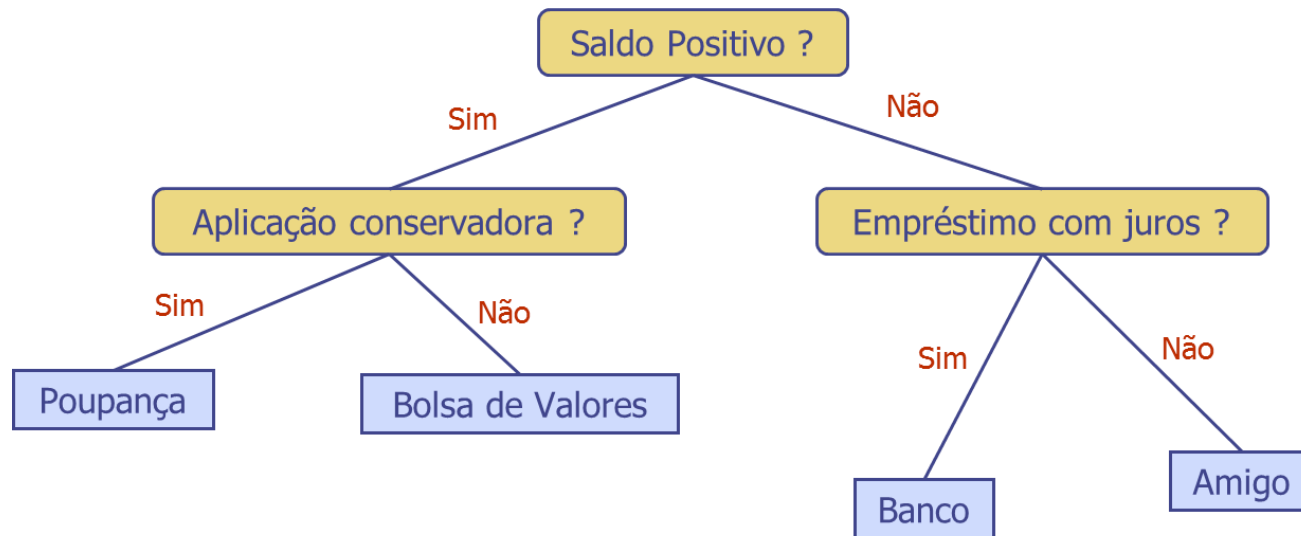 Saldo Positivo ?
Sim
Não
Aplicação conservadora ?
Empréstimo com juros ?
Sim
Não
Sim
Não
Poupança
Bolsa de Valores
Banco
Amigo